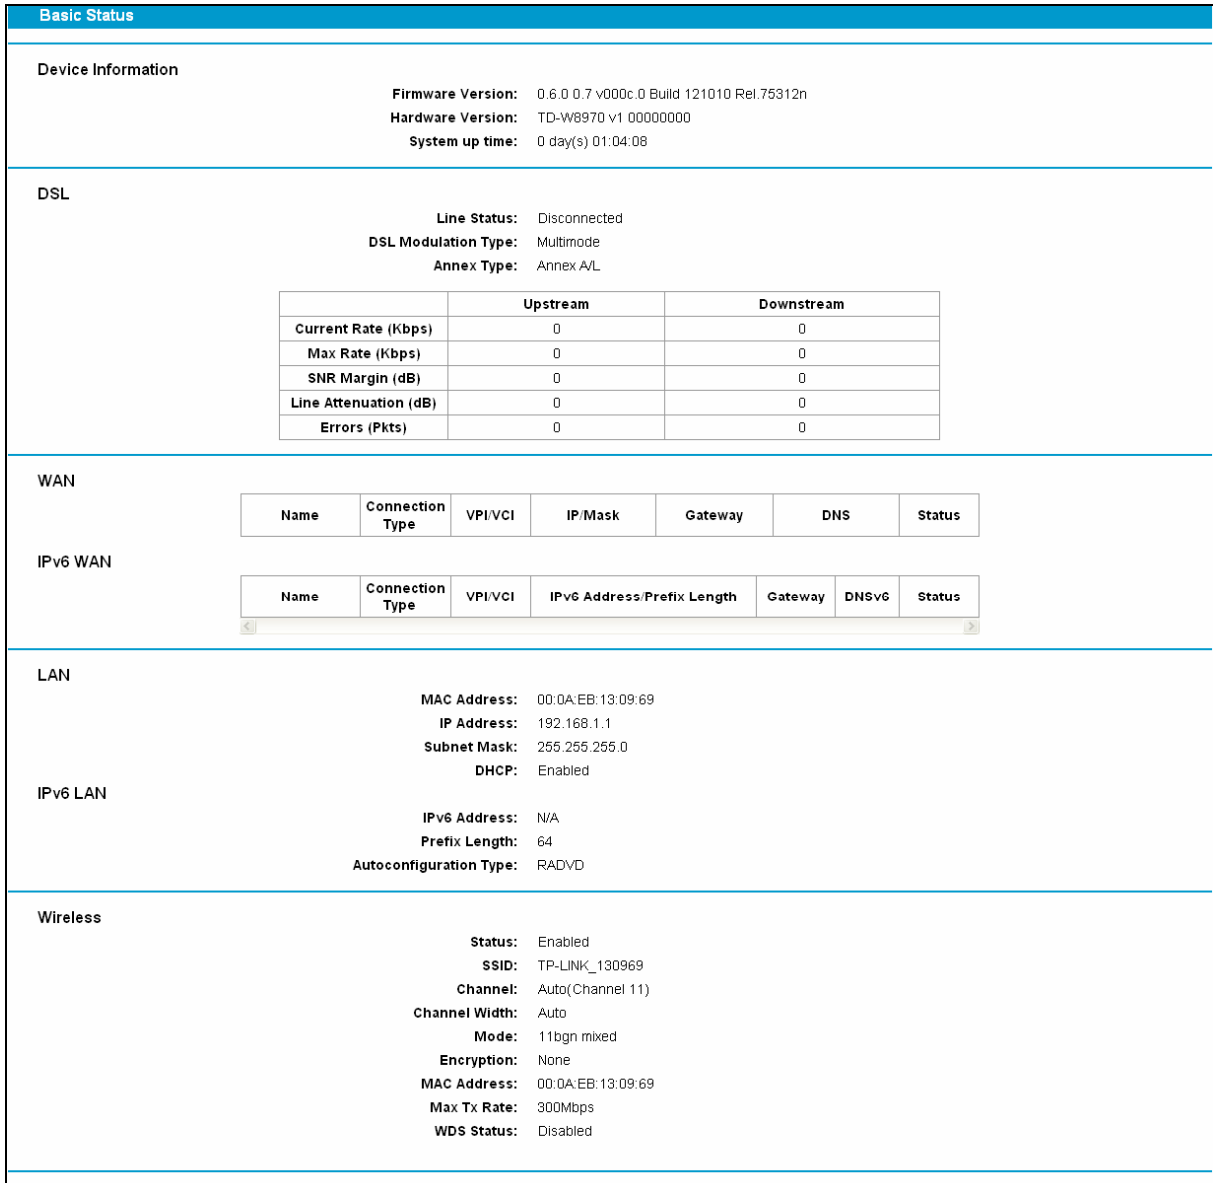 Basic Status
Device Information
Firmware Version: 0.6.0 0.7 v000c.0 Build 121010 Rel.75312n
Hardware Version: TD-W8970 v1 00000000
System up time: 0 day(s) 01:04:08
DSL
Line Status: Disconnected
DSL Modulation Type: Multimode
Annex Type: Annex A/L
Upstream Downstream
Current Rate (Kbps) 0 0
Max Rate (Kbps) 0 0
SNR Margin (dB) 0 0
Line Attenuation (dB) 0 0
Errors (Pkts) 0 0
WAN
Name Connection Type VPI/VCI IP/Mask Gateway DNS Status
IPv6 WAN
Name Connection Type VPI/VCI IPv6 Address/Prefix Length Gateway DNSv6 Status
LAN
MAC Address: 00:0A:EB:13:09:69
IP Address: 192.168.1.1
Subnet Mask: 255.255.255.0
DHCP: Enabled
IPv6 LAN
IPv6 Address: N/A
Prefix Length: 64
Autoconfiguration Type: RADVD
Wireless
Status: Enabled
SSID: TP-LINK_130969
Channel: Auto(Channel 11)
Channel Width: Auto
Mode: 11bgn mixed
Encryption: None
MAC Address: 00:0A:EB:13:09:69
Max Tx Rate: 300Mbps
WDS Status: Disabled